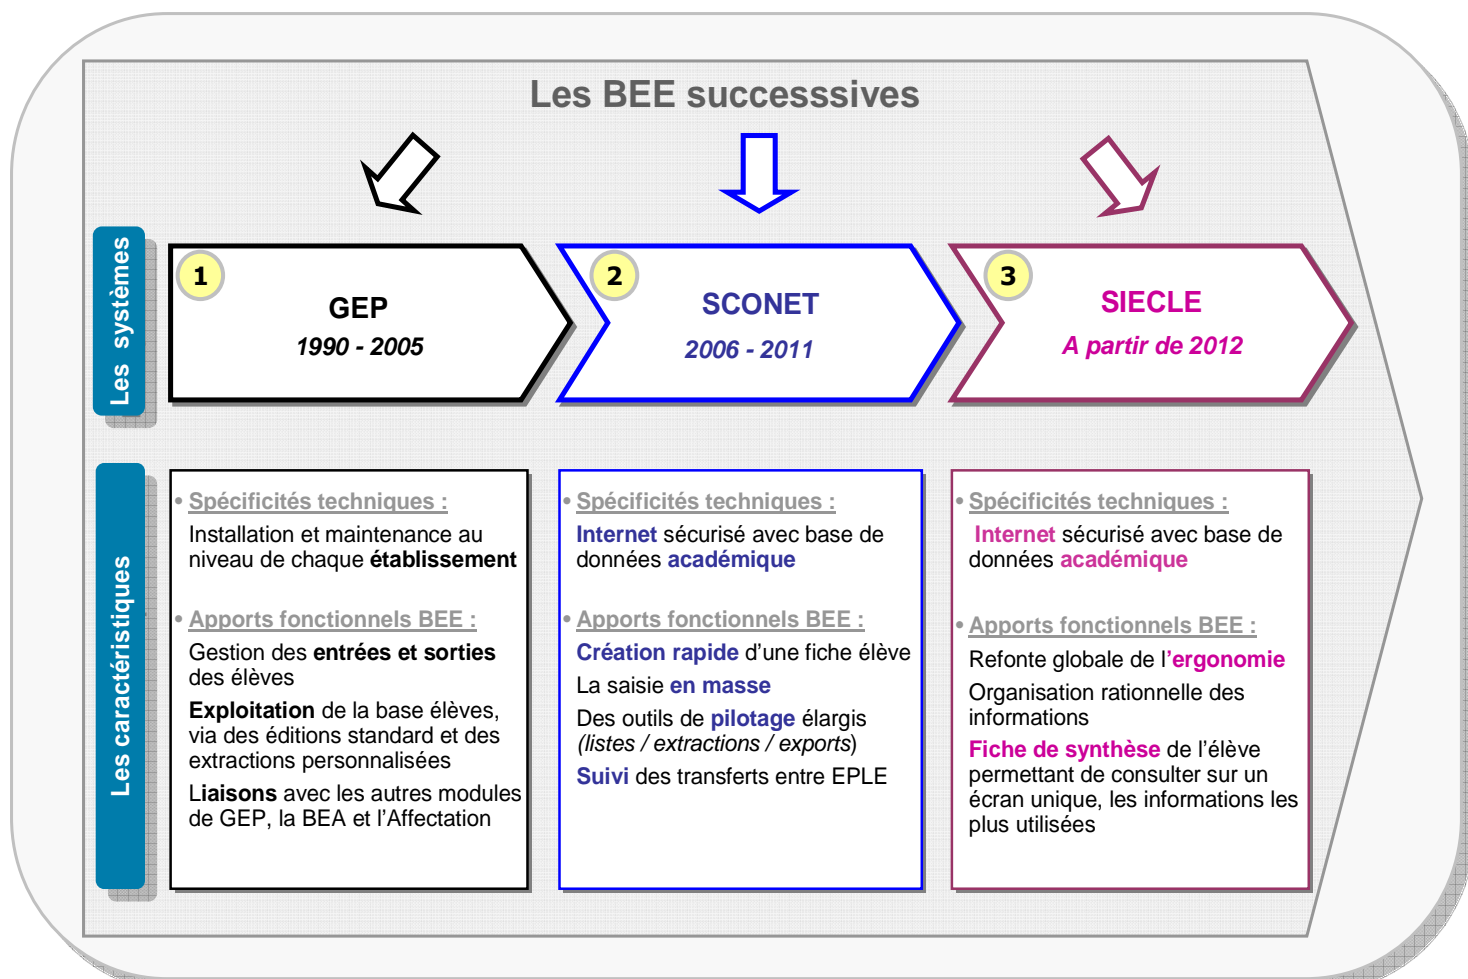 Les BEE successsives
Les systèmes
1
GEP
1990 - 2005
2
SCONET
2006 - 2011
3
SIECLE
A partir de 2012
Les caractéristiques
• Spécificités techniques :
Installation et maintenance au
niveau de chaque établissement
• Apports fonctionnels BEE :
Gestion des entrées et sorties
des élèves
Exploitation de la base élèves,
via des éditions standard et des
extractions personnalisées
Liaisons avec les autres modules
de GEP, la BEA et l’Affectation
• Spécificités techniques :
Internet sécurisé avec base de
données académique
• Apports fonctionnels BEE :
Création rapide d’une fiche élève
La saisie en masse
Des outils de pilotage élargis
(listes / extractions / exports)
Suivi des transferts entre EPLE
• Spécificités techniques :
Internet sécurisé avec base de
données académique
• Apports fonctionnels BEE :
Refonte globale de l’ergonomie
Organisation rationnelle des
informations
Fiche de synthèse de l’élève
permettant de consulter sur un
écran unique, les informations les
plus utilisées